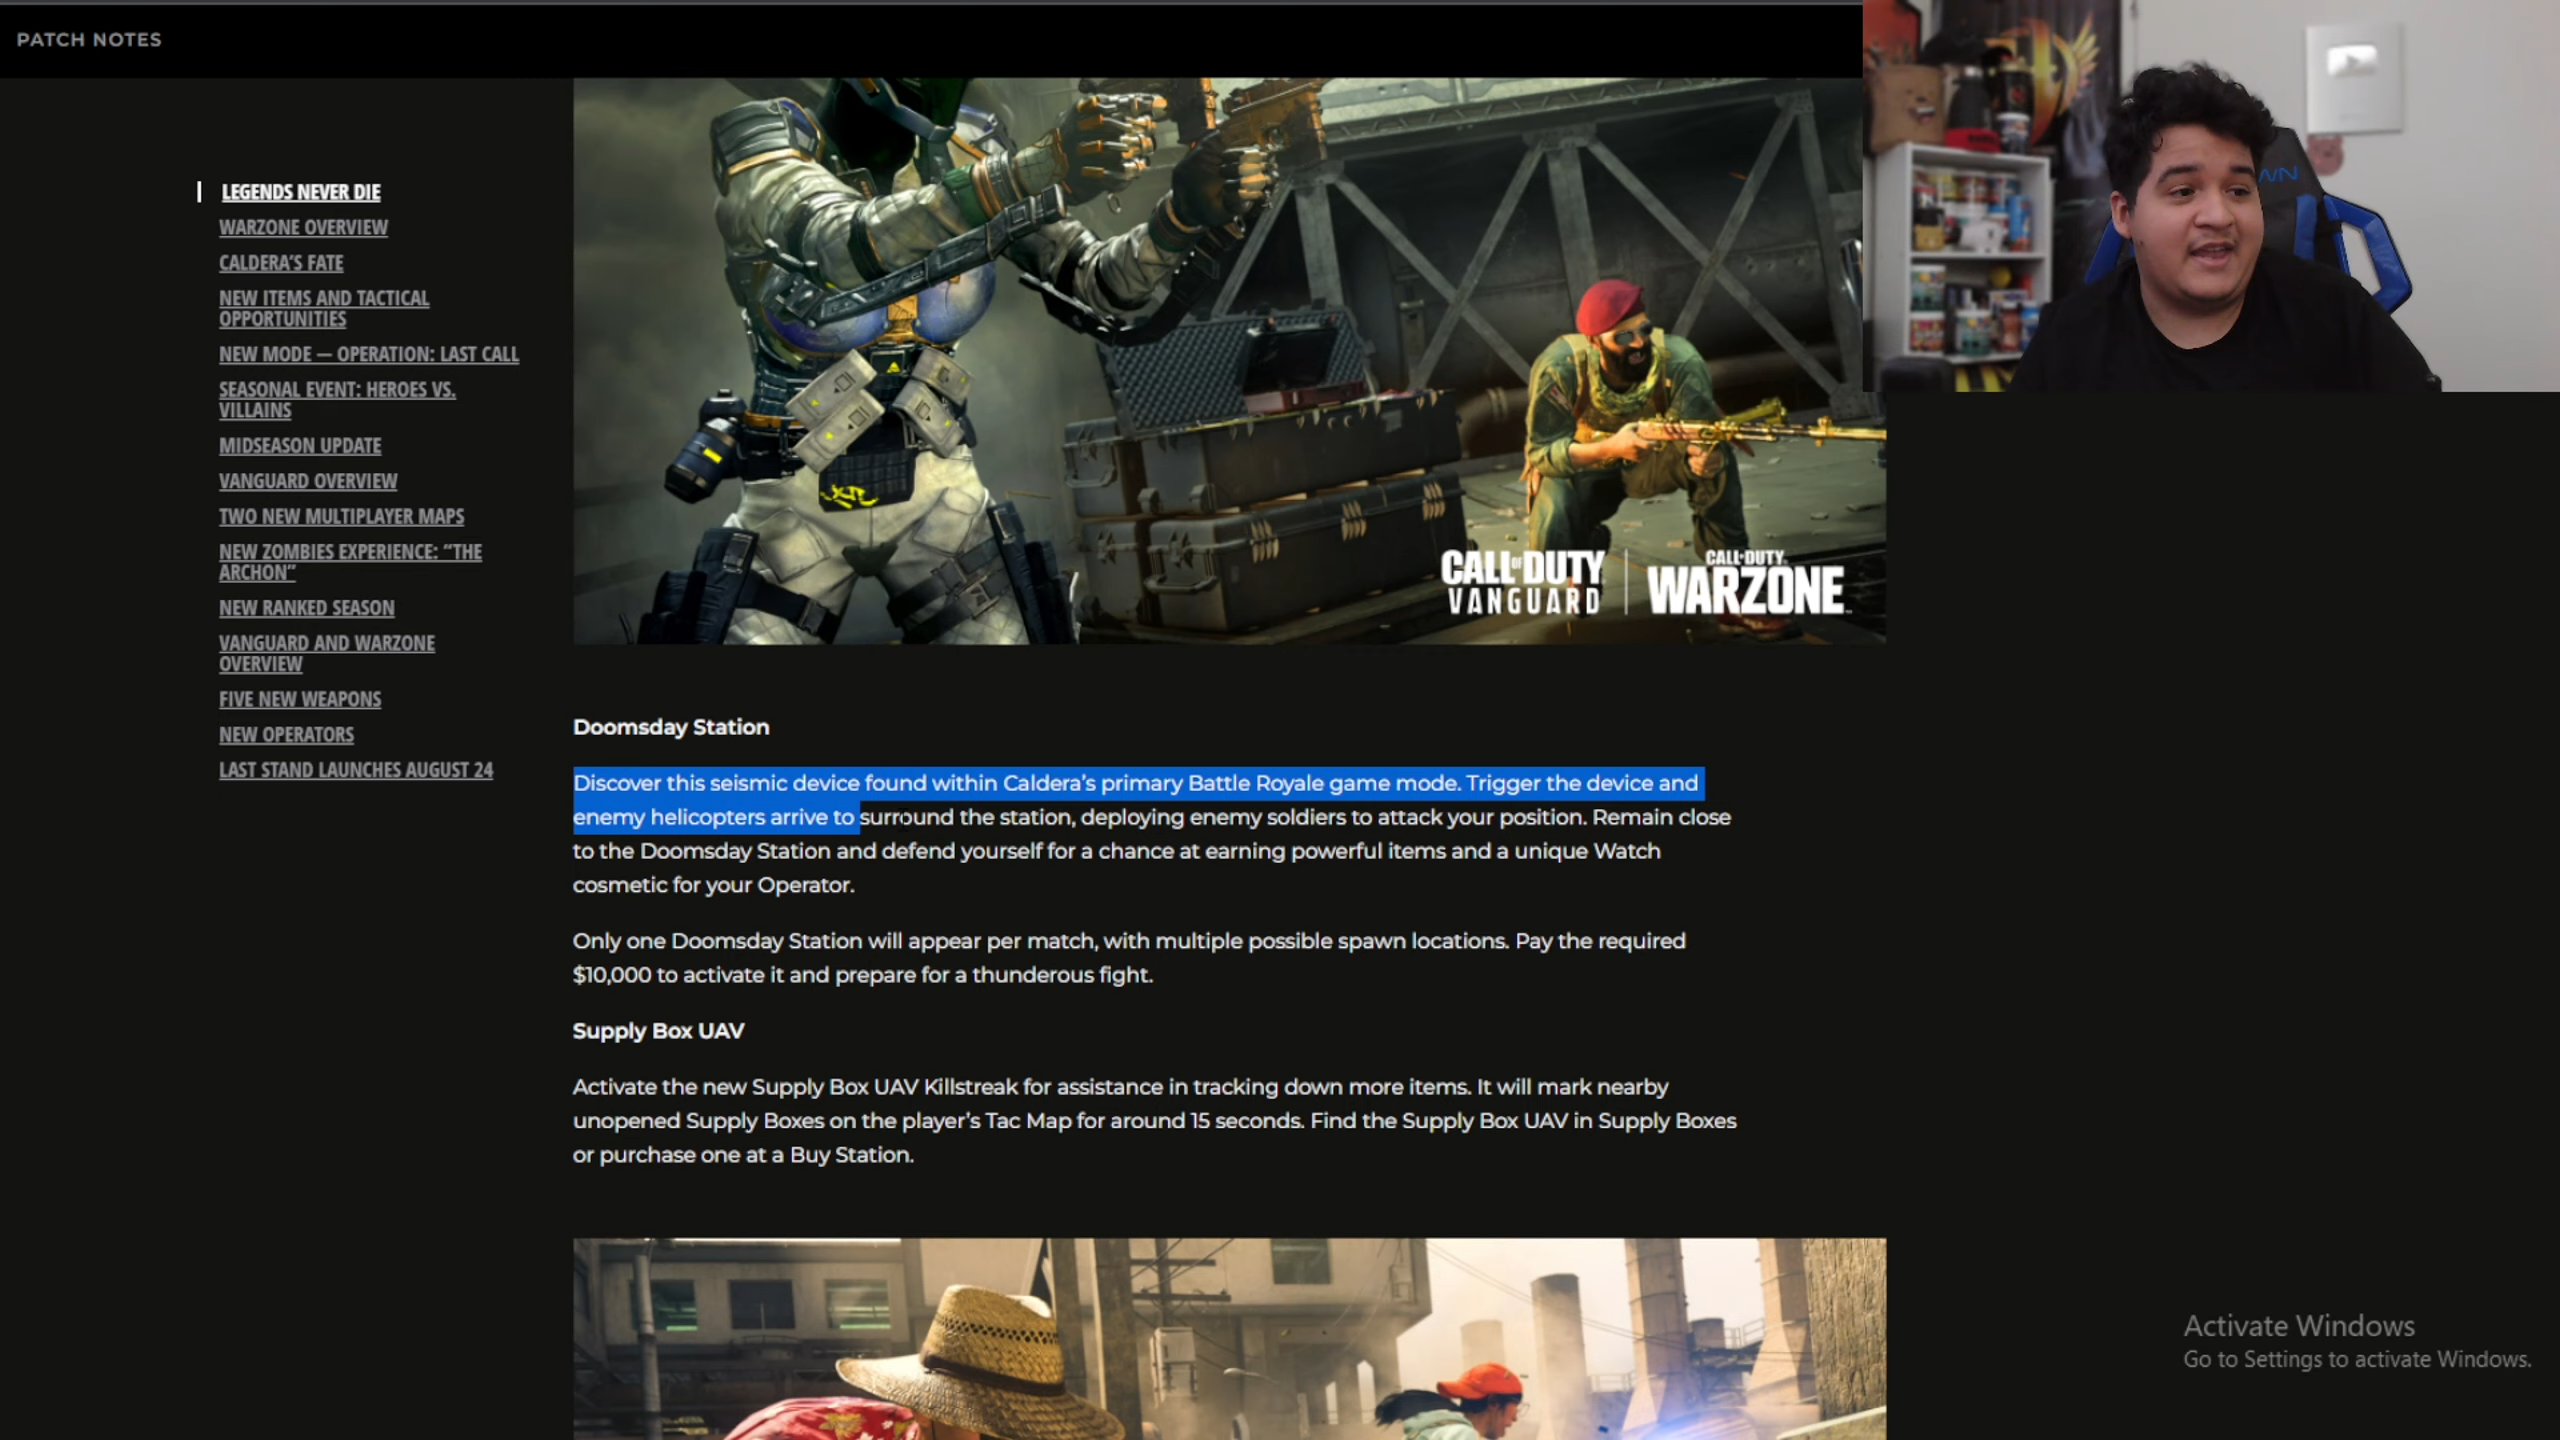 PATCH NOTES
LEGENDS NEVER DIE
WARZONE OVERVIEW
CALDERA’S FATE
NEW ITEMS AND TACTICAL
OPPORTUNITIES
NEW MODE — OPERATION: LAST CALL
SEASONAL EVENT: HEROES VS.
VILLAINS
MIDSEASON UPDATE
VANGUARD OVERVIEW
TWO NEW MULTIPLAYER MAPS
NEW ZOMBIES EXPERIENCE: “THE
ARCHON”
NEW RANKED SEASON
VANGUARD AND WARZONE
OVERVIEW
FIVE NEW WEAPONS
NEW OPERATORS
LAST STAND LAUNCHES AUGUST 24
CALL OF DUTY
VANGUARD
CALL OF DUTY
WARZONE
Doomsday Station
Discover this seismic device found within Caldera’s primary Battle Royale game mode. Trigger the device and
enemy helicopters arrive to surround the station, deploying enemy soldiers to attack your position. Remain close
to the Doomsday Station and defend yourself for a chance at earning powerful items and a unique Watch
cosmetic for your Operator.
Only one Doomsday Station will appear per match, with multiple possible spawn locations. Pay the required
$10,000 to activate it and prepare for a thunderous fight.
Supply Box UAV
Activate the new Supply Box UAV Killstreak for assistance in tracking down more items. It will mark nearby
unopened Supply Boxes on the player’s Tac Map for around 15 seconds. Find the Supply Box UAV in Supply Boxes
or purchase one at a Buy Station.
Activate Windows
Go to Settings to activate Windows.